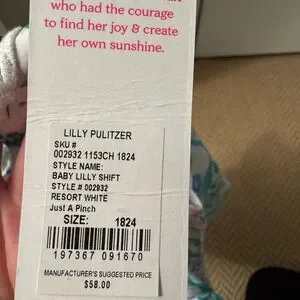 who had the courage
to find her joy & create
her own sunshine.
LILLY PULITZER
SKU #
002932 1153CH 1824
STYLE NAME:
BABY LILLY SHIFT
STYLE # 002932
RESORT WHITE
Just A Pinch
SIZE: 1824
197367 091670
MANUFACTURER'S SUGGESTED PRICE
$58.00